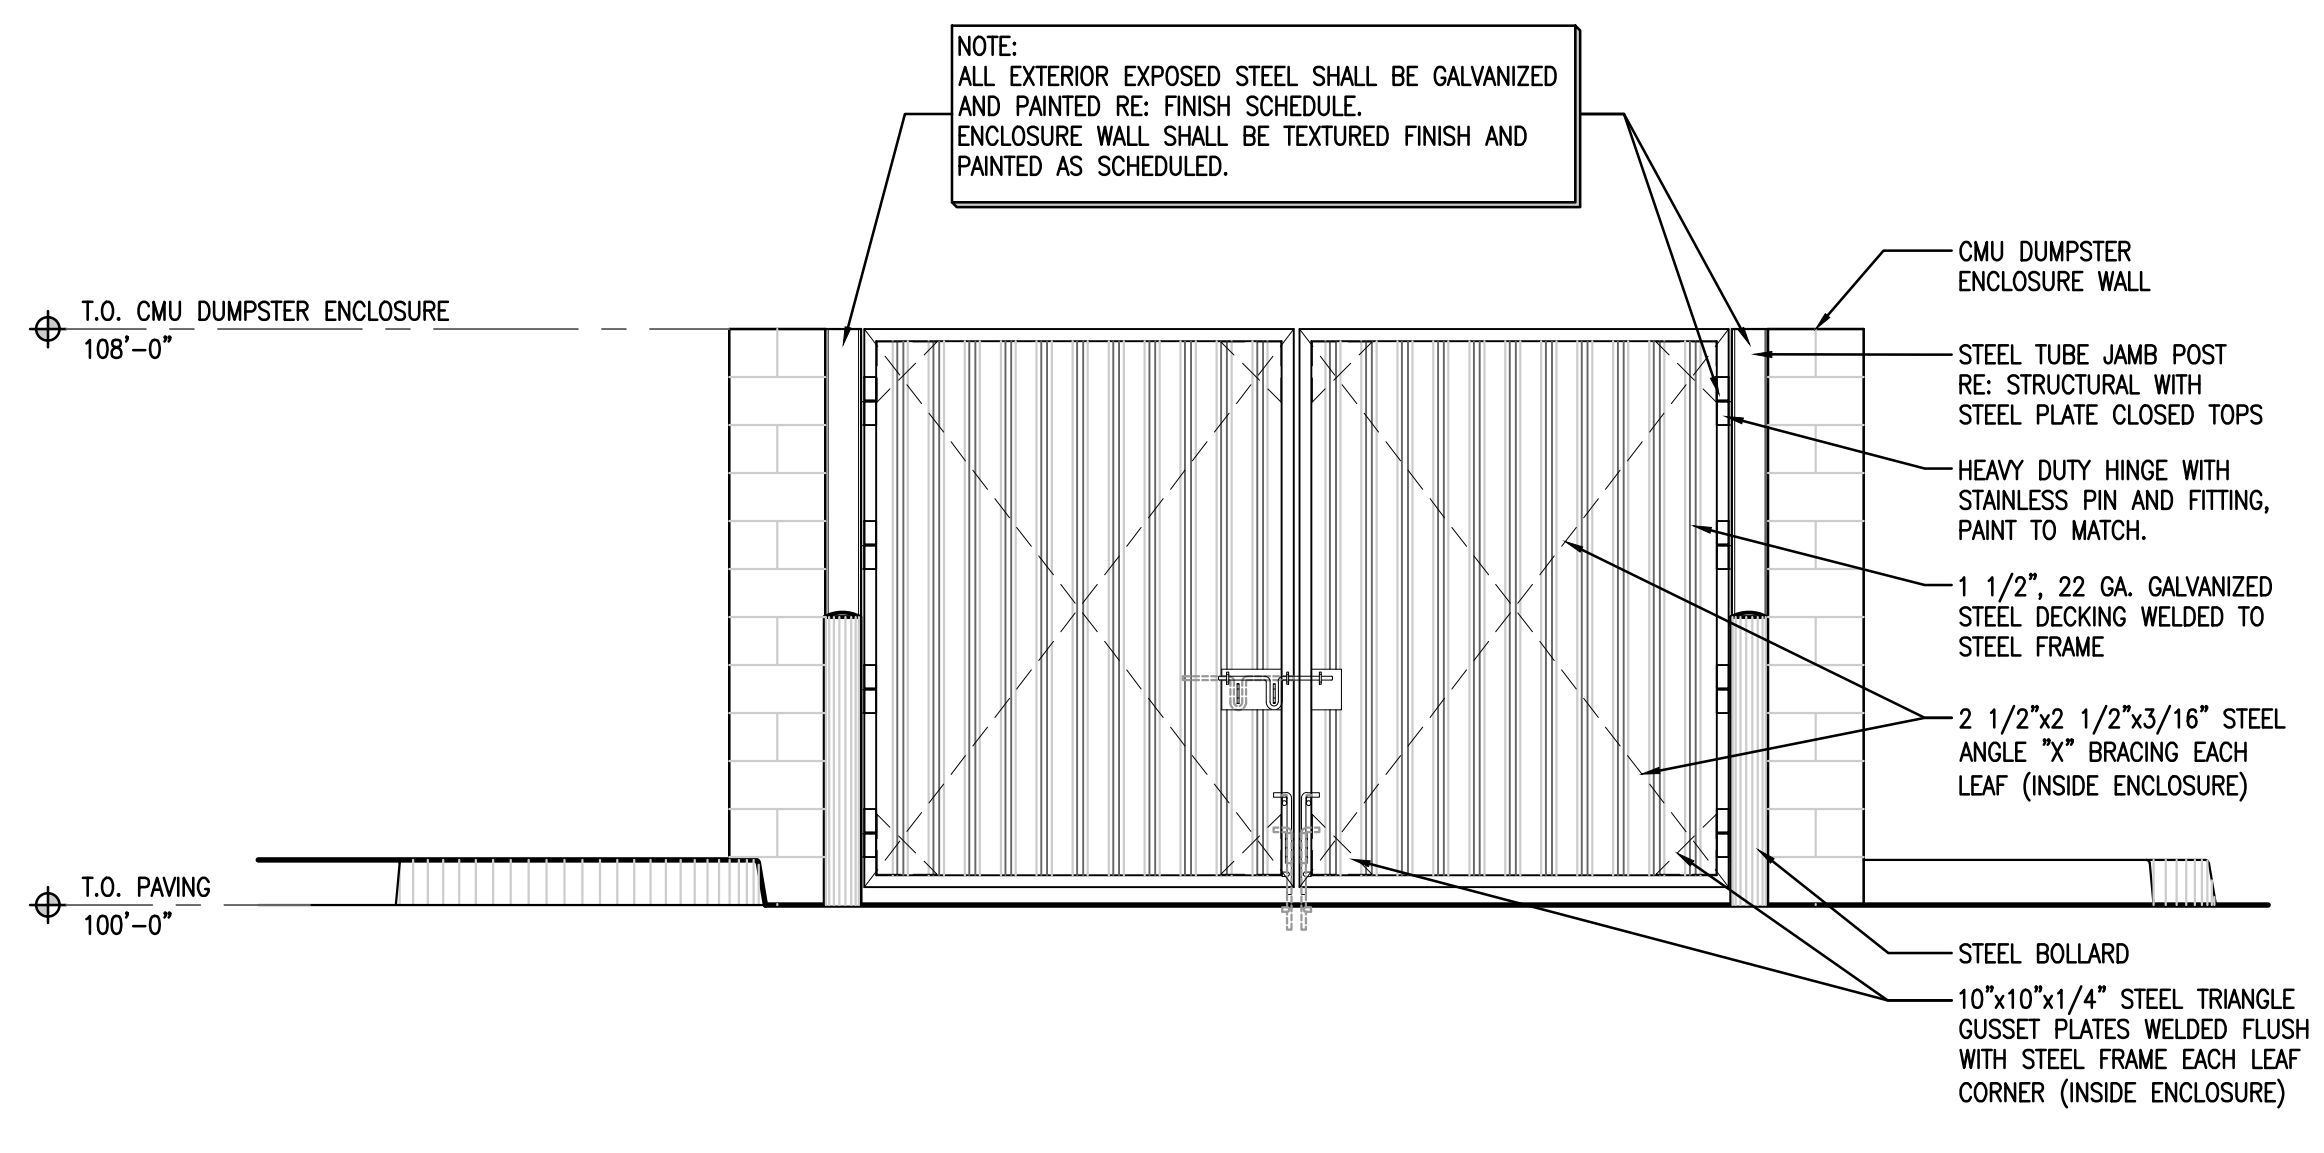 NOTE:
ALL EXTERIOR EXPOSED STEEL SHALL BE GALVANIZED
AND PAINTED RE: FINISH SCHEDULE.
ENCLOSURE WALL SHALL BE TEXTURED FINISH AND
PAINTED AS SCHEDULED.
T.O. CMU DUMPSTER ENCLOSURE
108'-0"
T.O. PAVING
100'-0"
CMU DUMPSTER
ENCLOSURE WALL
STEEL TUBE JAMB POST
RE: STRUCTURAL WITH
STEEL PLATE CLOSED TOPS
HEAVY DUTY HINGE WITH
STAINLESS PIN AND FITTING,
PAINT TO MATCH.
1 1/2", 22 GA. GALVANIZED
STEEL DECKING WELDED TO
STEEL FRAME
2 1/2"x2 1/2"x3/16" STEEL
ANGLE "X" BRACING EACH
LEAF (INSIDE ENCLOSURE)
STEEL BOLLARD
10"x10"x1/4" STEEL TRIANGLE
GUSSET PLATES WELDED FLUSH
WITH STEEL FRAME EACH LEAF
CORNER (INSIDE ENCLOSURE)